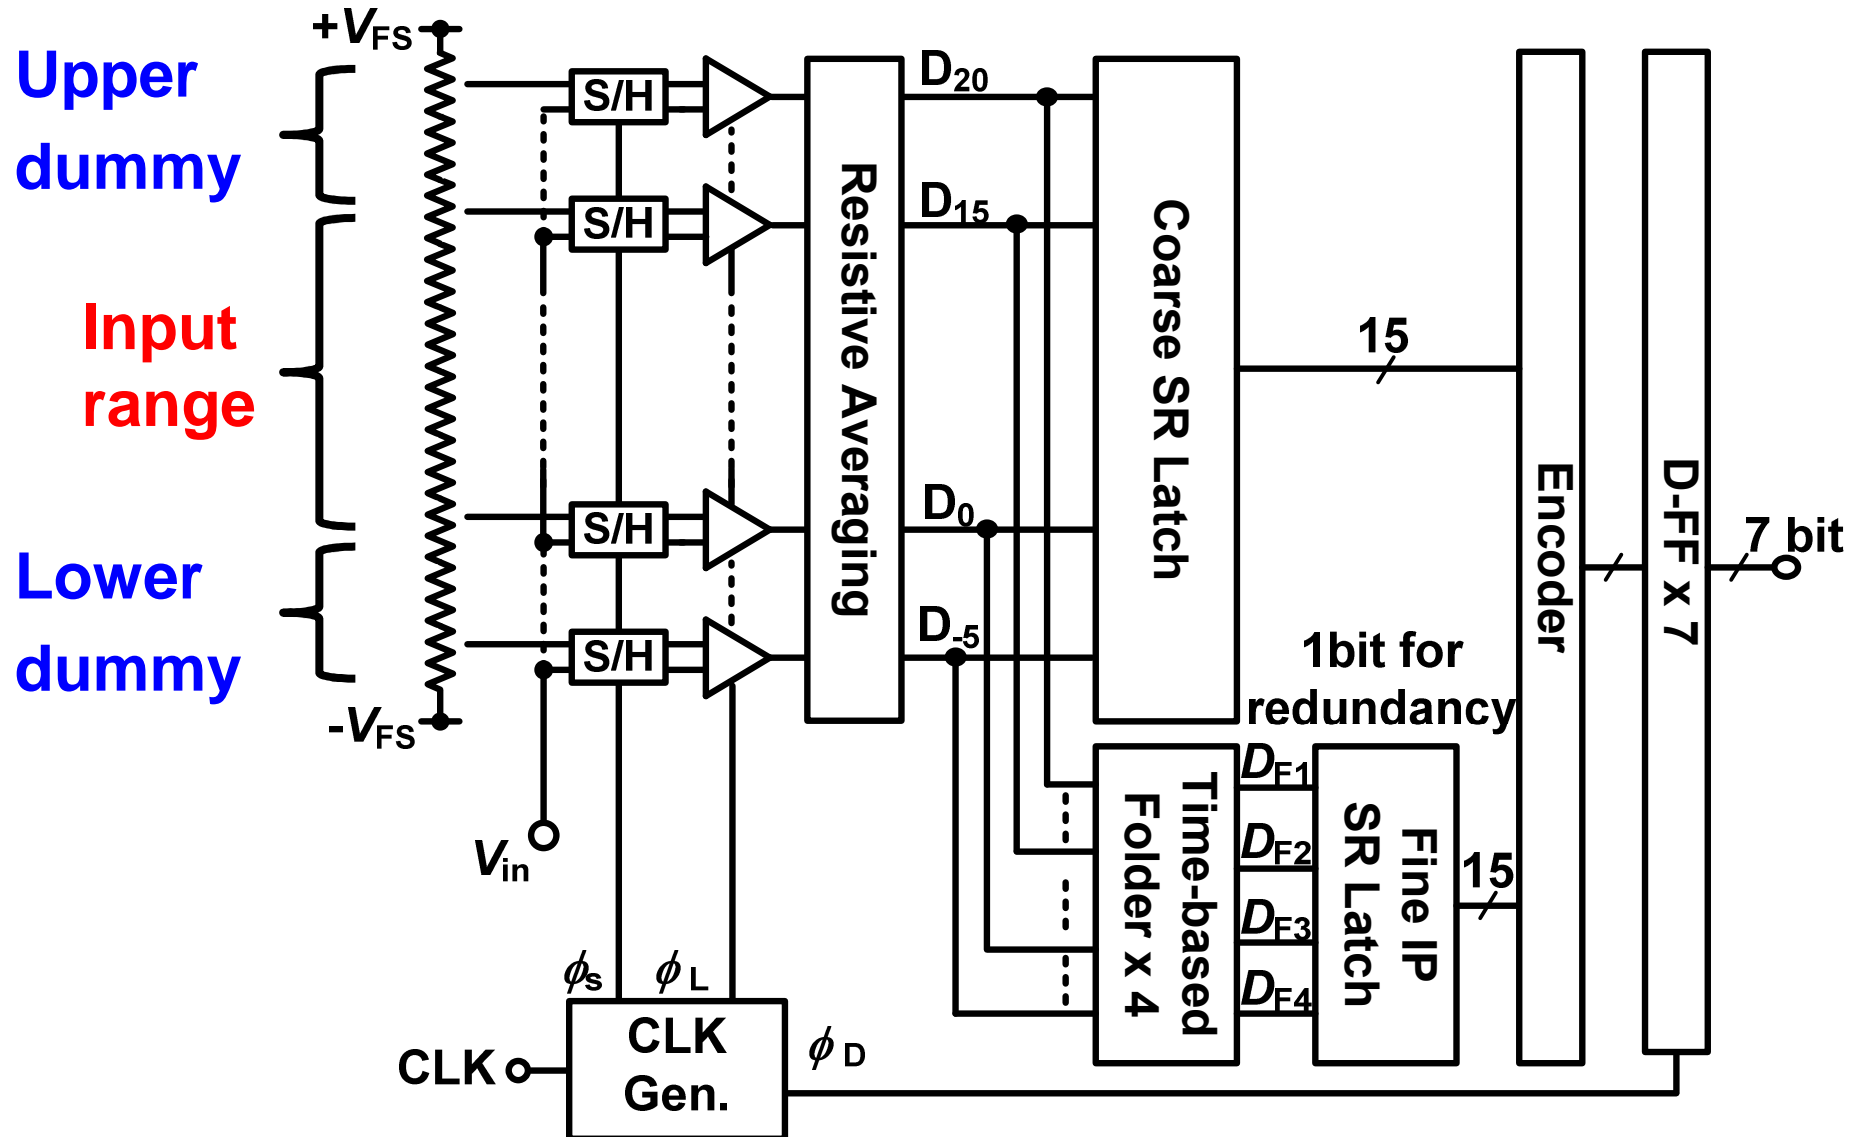 +VFS
Upper
dummy
Input
range
Lower
dummy
-VFS
Vin
S/H
S/H
S/H
S/H
Resistive Averaging
D20
D15
D0
D-5
Coarse SR Latch
15
1bit for
redundancy
Time-based
Folder x 4
DF1
DF2
DF3
DF4
Fine IP
SR Latch
15
Encoder
D-FF x 7
7 bit
ϕs
ϕL
ϕD
CLK
CLK
Gen.